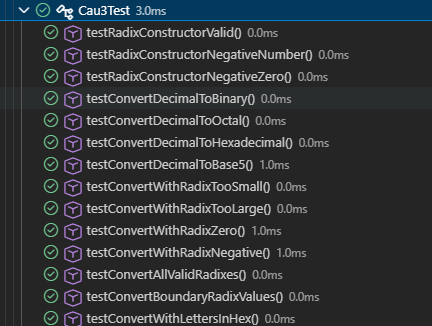 Cau3Test 3.0ms
testRadixConstructorValid() 0.0ms
testRadixConstructorNegativeNumber() 0.0ms
testRadixConstructorNegativeZero() 0.0ms
testConvertDecimalToBinary() 0.0ms
testConvertDecimalToOctal() 0.0ms
testConvertDecimalToHexadecimal() 0.0ms
testConvertDecimalToBase5() 1.0ms
testConvertWithRadixTooSmall() 0.0ms
testConvertWithRadixTooLarge() 0.0ms
testConvertWithRadixZero() 1.0ms
testConvertWithRadixNegative() 1.0ms
testConvertAllValidRadixes() 0.0ms
testConvertBoundaryRadixValues() 0.0ms
testConvertWithLettersInHex() 0.0ms